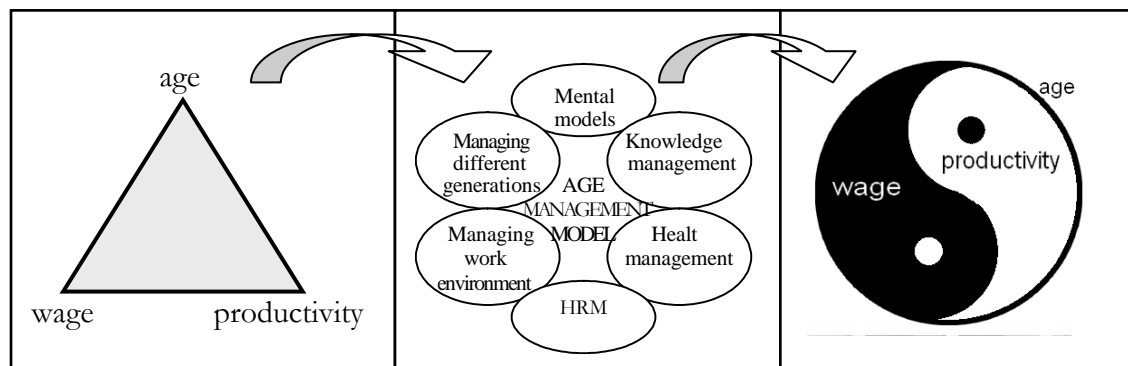 age
wage
productivity
Mental
models
Managing
different
generations
Knowledge
management
AGE
MANAGEMENT
MODEL
Managing
work
environment
Healt
management
HRM
age
productivity
wage